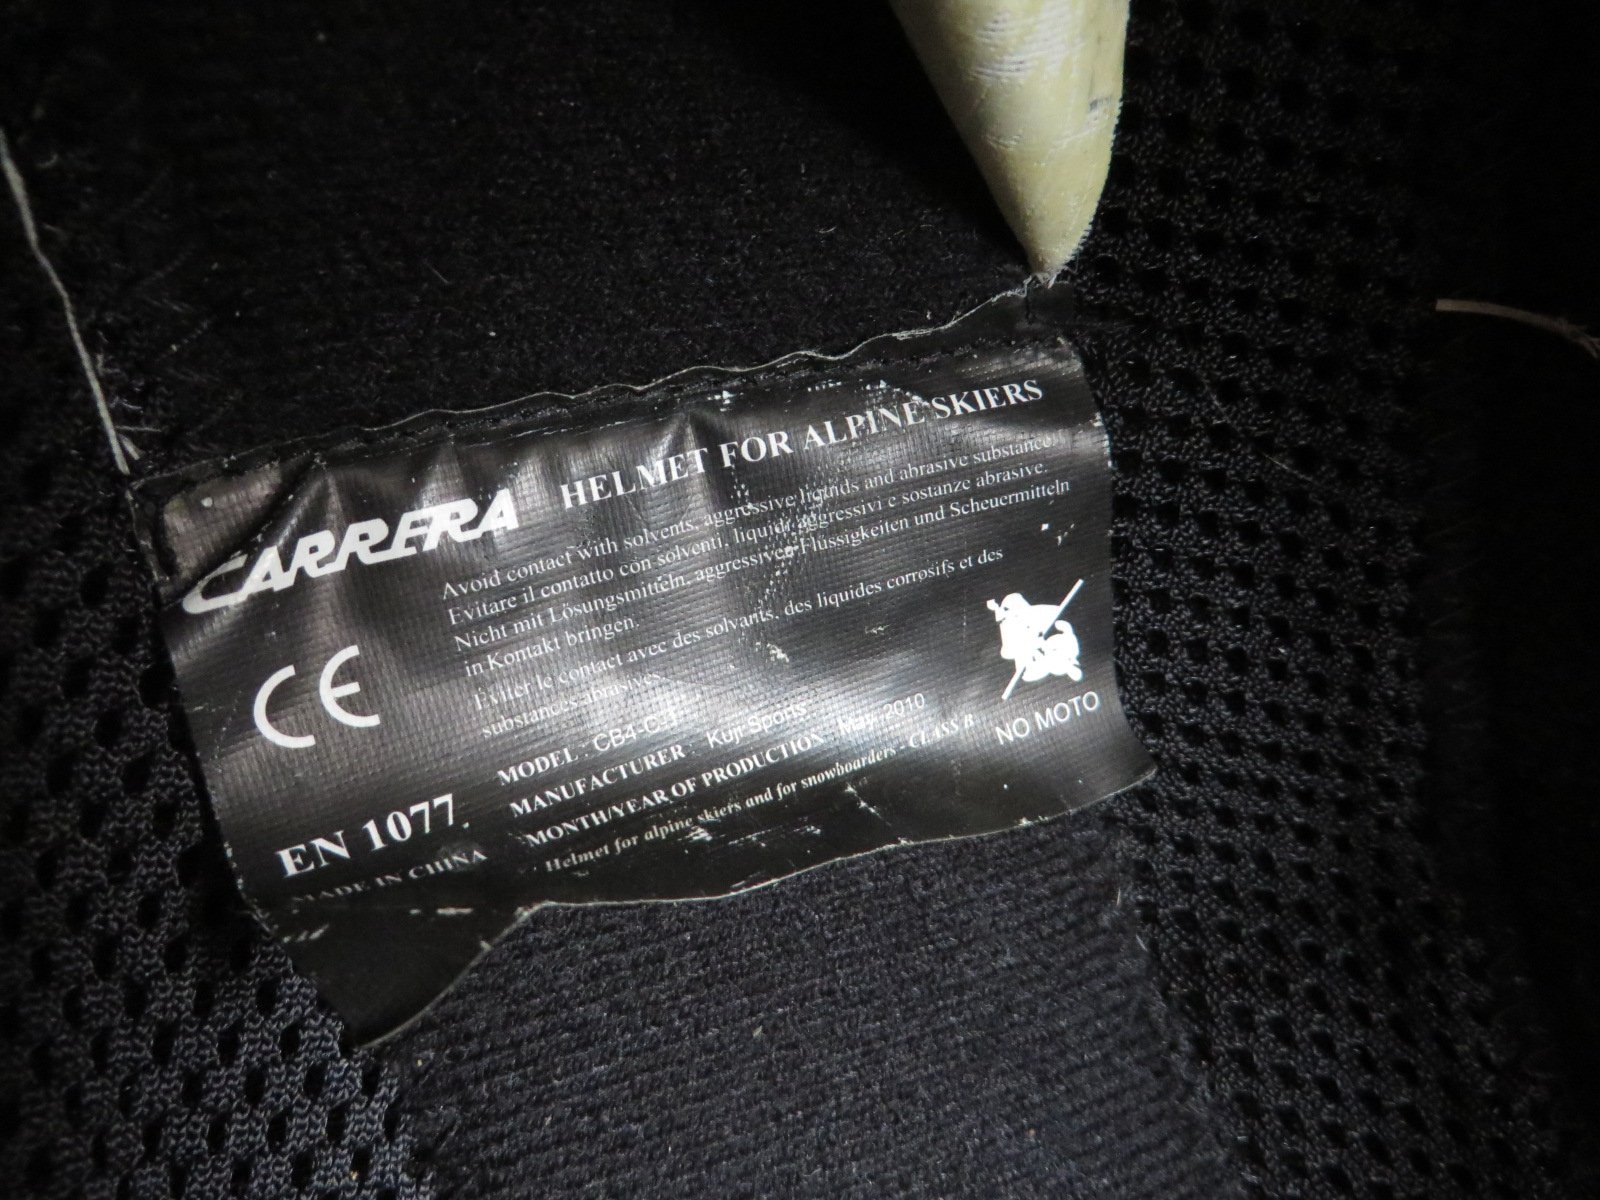 CARRERA HELMET FOR ALPINE SKIERS
Avoid contact with solvents, aggressive liquids and abrasive substance
Evitare il contatto con solventi, liquidi aggressivi e sostanze abrasive.
Nicht mit Lösungsmitteln, aggressiven Flüssigkeiten und Scheuermitteln
in Kontakt bringen.
Eviter le contact avec des solvants, des liquides corrosifs et des
substances abrasives
CE
MODEL : CB4-C-1
MANUFACTURER : Kuji Sports
MONTH/YEAR OF PRODUCTION: May 2010
Helmet for alpine skiers and for snowboarders - CLASS B
NO MOTO
EN 1077
MADE IN CHINA